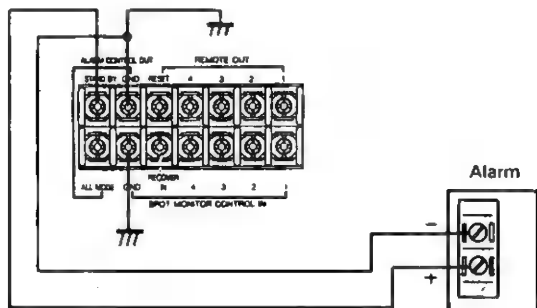 ALARM CONTROL OUT REMOTE OUT
STAND BY GND RESET 4 3 2 1
RECOVER
ALL MODE GND IN 4 3 2 1
SPOT MONITOR CONTROL IN
Alarm
-
+